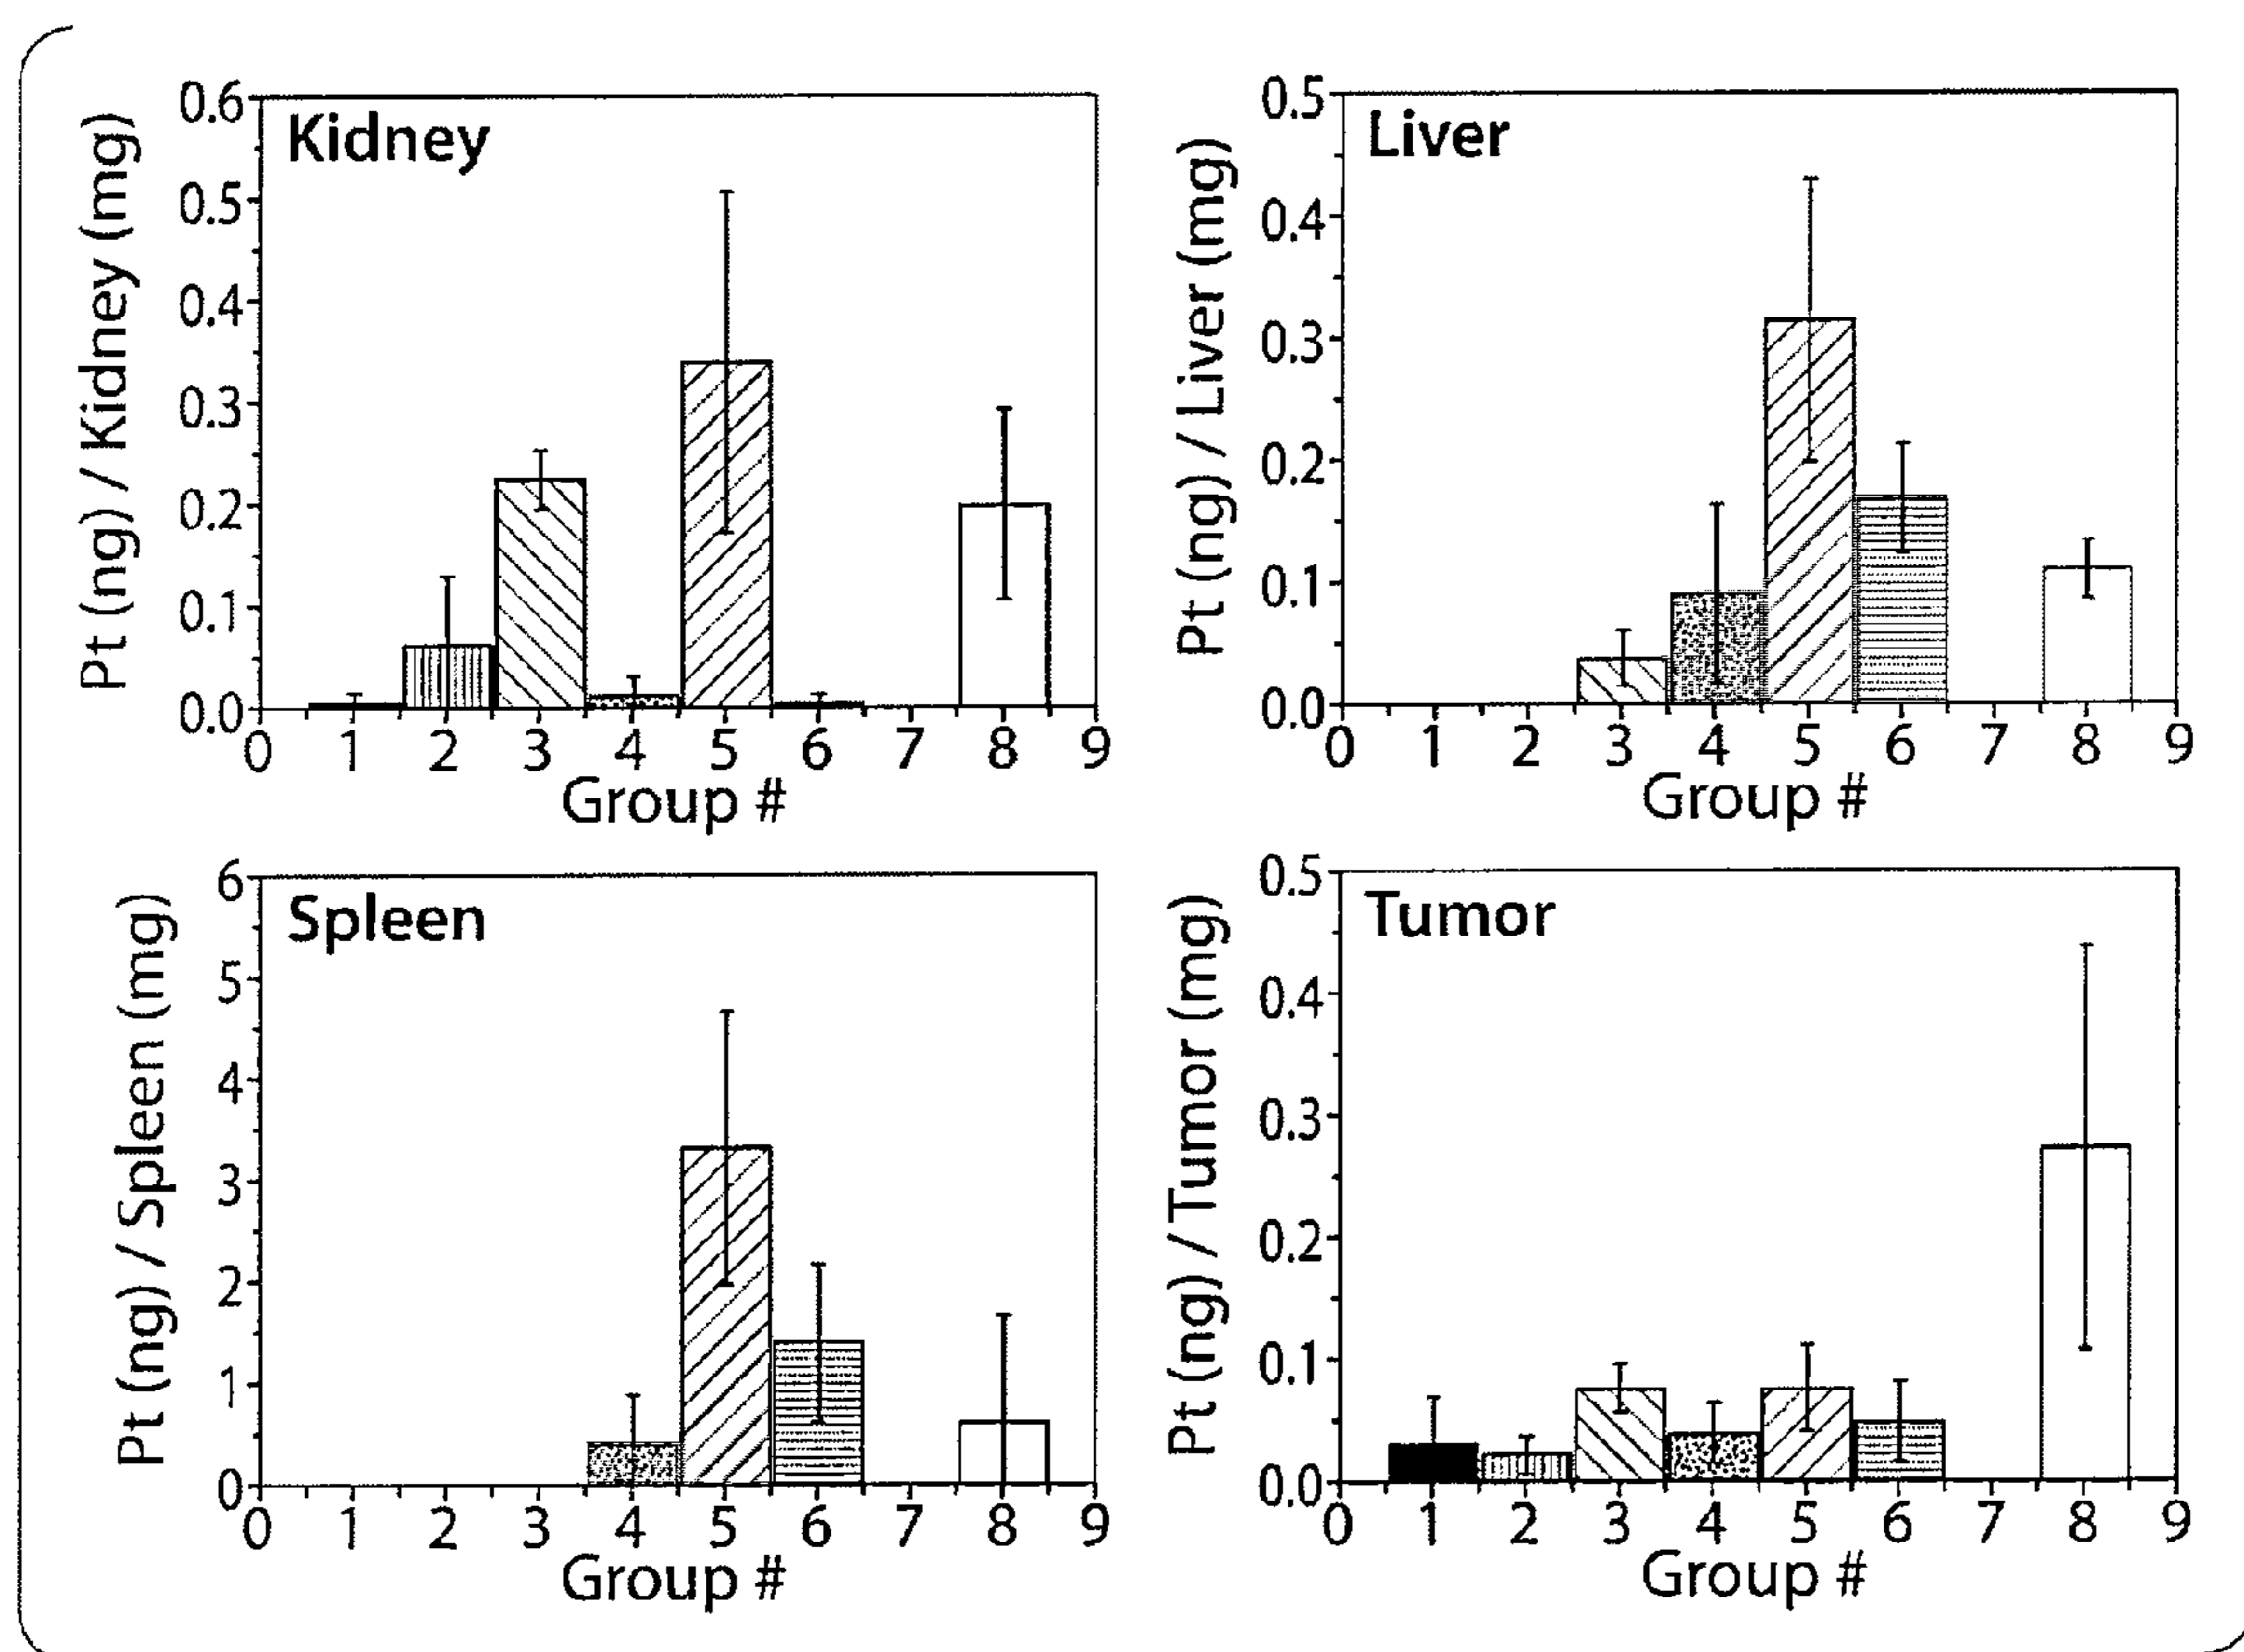 Kidney
Pt (ng) / Kidney (mg)
0.6
0.5
0.4
0.3
0.2
0.1
0.0
0 1 2 3 4 5 6 7 8 9
Group #
Liver
Pt (ng) / Liver (mg)
0.5
0.4
0.3
0.2
0.1
0.0
0 1 2 3 4 5 6 7 8 9
Group #
Spleen
Pt (ng) / Spleen (mg)
6
5
4
3
2
1
0
0 1 2 3 4 5 6 7 8 9
Group #
Tumor
Pt (ng) / Tumor (mg)
0.5
0.4
0.3
0.2
0.1
0.0
0 1 2 3 4 5 6 7 8 9
Group #